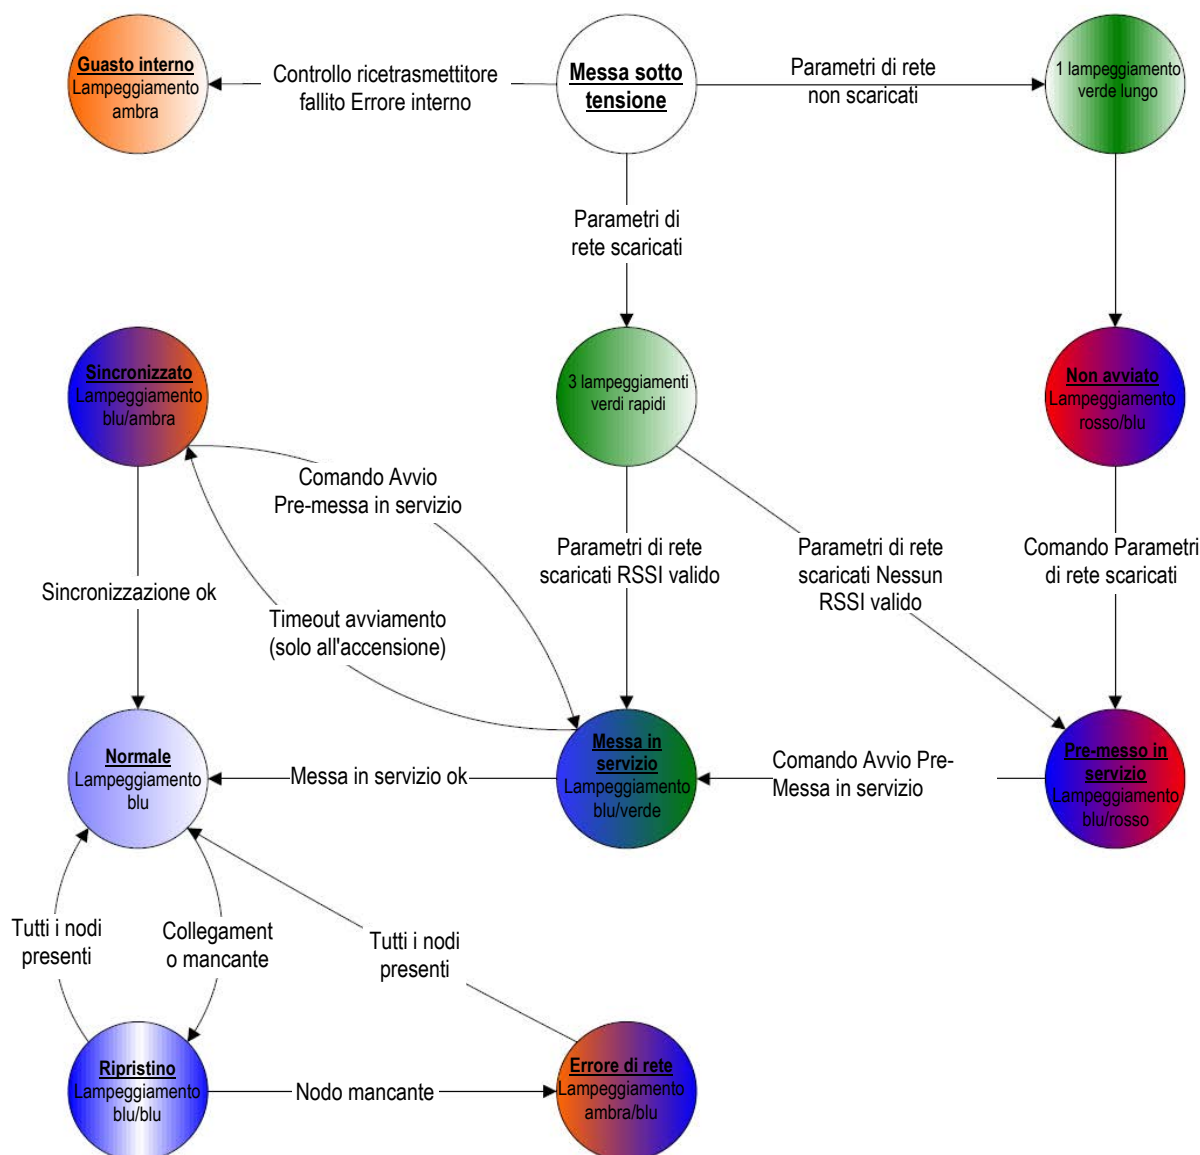 Guasto interno
Lampeggiamento
ambra
Controllo ricetrasmettitore
fallito Errore interno
Messa sotto
tensione
Parametri di rete
non scaricati
1 lampeggiamento
verde lungo
Parametri di
rete scaricati
Sincronizzato
Lampeggiamento
blu/ambra
3 lampeggiamenti
verdi rapidi
Non avviato
Lampeggiamento
rosso/blu
Comando Avvio
Pre-messa in servizio
Parametri di rete
scaricati RSSI valido
Parametri di rete
scaricati Nessun
RSSI valido
Comando Parametri
di rete scaricati
Sincronizzazione ok
Timeout avviamento
(solo all'accensione)
Normale
Lampeggiamento
blu
Messa in servizio ok
Messa in
servizio
Lampeggiamento
blu/verde
Comando Avvio Pre-
Messa in servizio
Pre-messo in
servizio
Lampeggiamento
blu/rosso
Tutti i nodi
presenti
Collegament
o mancante
Tutti i nodi
presenti
Ripristino
Lampeggiamento
blu/blu
Nodo mancante
Errore di rete
Lampeggiamento
ambra/blu